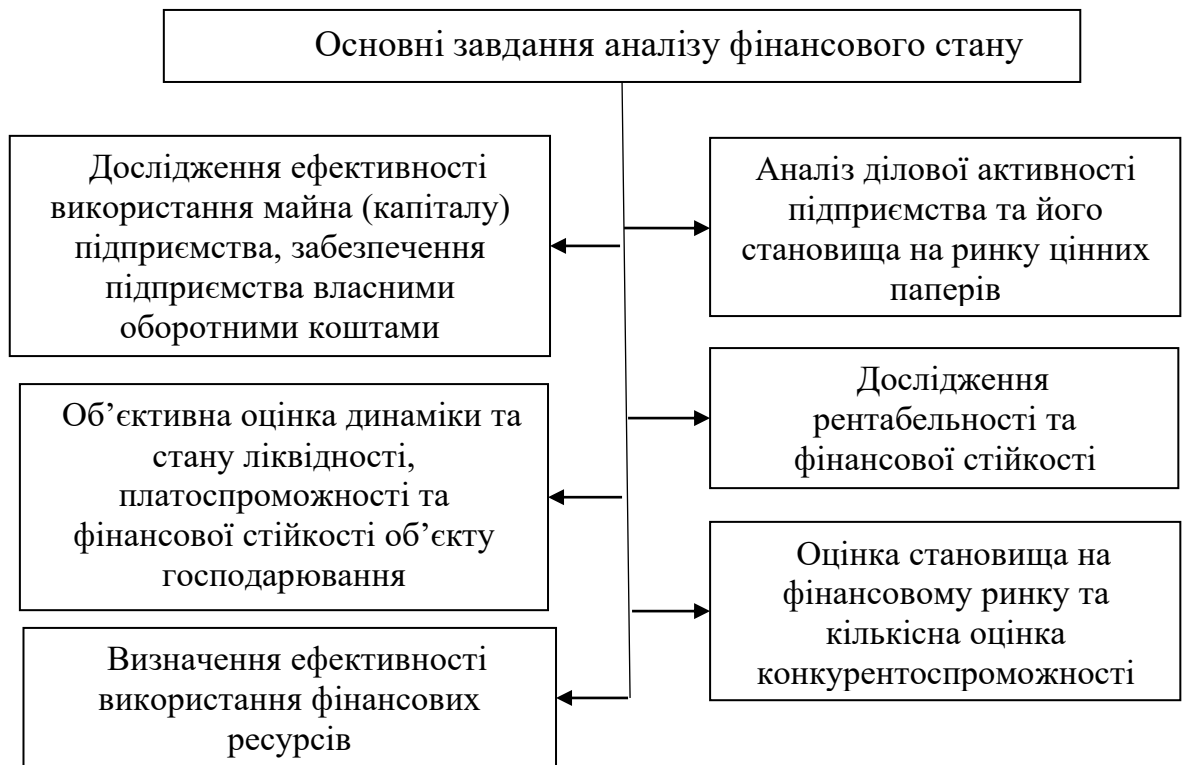 Основні завдання аналізу фінансового стану
Дослідження ефективності
використання майна (капіталу)
підприємства, забезпечення
підприємства власними
оборотними коштами
Об’єктивна оцінка динаміки та
стану ліквідності,
платоспроможності та
фінансової стійкості об’єкту
господарювання
Визначення ефективності
використання фінансових
ресурсів
Аналіз ділової активності
підприємства та його
становища на ринку цінних
паперів
Дослідження
рентабельності та
фінансової стійкості
Оцінка становища на
фінансовому ринку та
кількісна оцінка
конкурентоспроможності